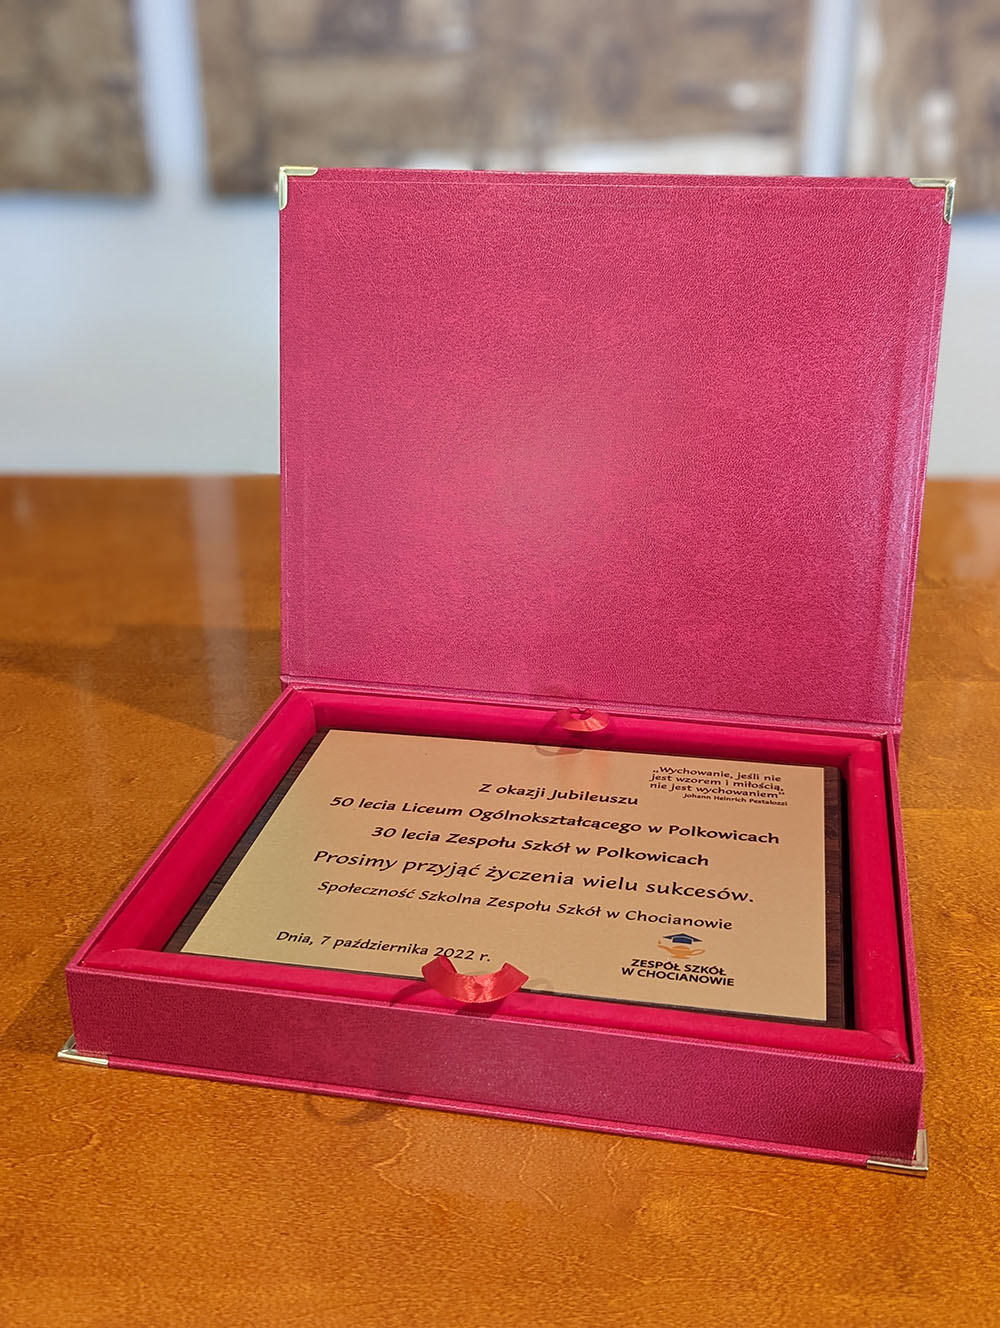 „Wychowanie, jeśli nie
jest wzorem i miłością,
nie jest wychowaniem"
Johann Heinrich Pestalozzi
Z okazji Jubileuszu
50 lecia Liceum Ogólnokształcącego w Polkowicach
30 lecia Zespołu Szkół w Polkowicach
Prosimy przyjąć życzenia wielu sukcesów.
Społeczność Szkolna Zespołu Szkół w Chocianowie
Dnia, 7 października 2022 r.
ZESPÓŁ SZKÓŁ
W CHOCIANOWIE